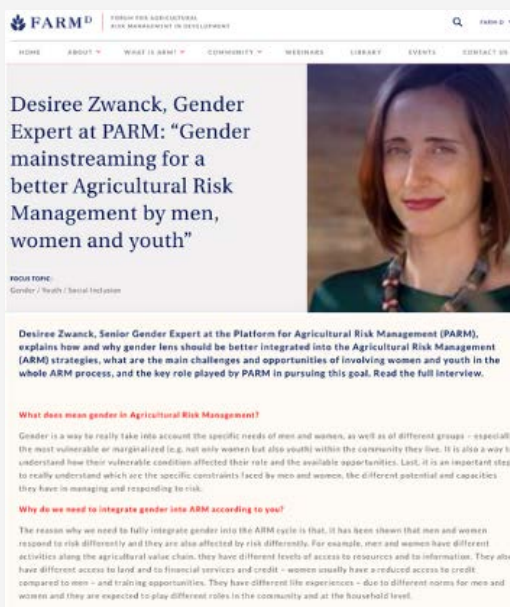 FARMD
FORUM FOR AGRICULTURAL
RISK MANAGEMENT IN DEVELOPMENT
FARM-D
HOME ABOUT WHAT IS ARM? COMMUNITY WEBINARS LIBRARY EVENTS CONTACT US
Desiree Zwanck, Gender
Expert at PARM: “Gender
mainstreaming for a
better Agricultural Risk
Management by men,
women and youth”
FOCUS TOPIC:
Gender / Youth / Social Inclusion
Desiree Zwanck, Senior Gender Expert at the Platform for Agricultural Risk Management (PARM),
explains how and why gender lens should be better integrated into the Agricultural Risk Management
(ARM) strategies, what are the main challenges and opportunities of involving women and youth in the
whole ARM process, and the key role played by PARM in pursuing this goal. Read the full interview.
What does mean gender in Agricultural Risk Management?
Gender is a way to really take into account the specific needs of men and women, as well as of different groups – especiall
the most vulnerable or marginalized (e.g. not only women but also youth) within the community they live. It is also a way to
understand how their vulnerable condition affected their role and the available opportunities. Last, it is an important step
to really understand which are the specific constraints faced by men and women, the different potential and capacities
they have in managing and responding to risk.
Why do we need to integrate gender into ARM according to you?
The reason why we need to fully integrate gender into the ARM cycle is that, it has been shown that men and women
respond to risk differently and they are also affected by risk differently. For example, men and women have different
activities along the agricultural value chain, they have different levels of access to resources and to information. They also
have different access to land and to financial services and credit – women usually have a reduced access to credit
compared to men – and training opportunities. They have different life experiences – due to different norms for men and
women and they are expected to play different roles in the community and at the household level.